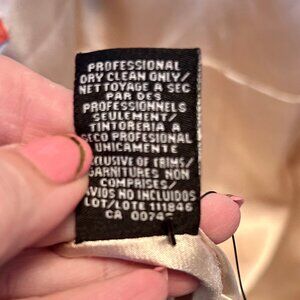 PROFESSIONAL
DRY CLEAN ONLY/
NETTOYAGE A SEC
PAR DES
PROFESSIONNELS
SEULEMENT/
TINTORERIA A
SECO PROFESIONAL
UNICAMENTE
EXCLUSIVE OF TRIMS/
GARNITURES NON
COMPRISES/
AVIOS NO INCLUIDOS
LOT/LOTE 111846
CA